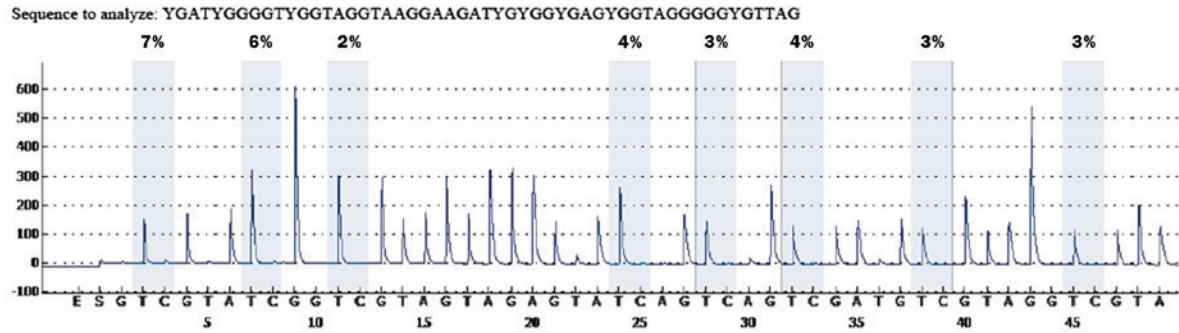 Sequence to analyze: YGATYGGGGTYGGTAGGTAAGGAAGATYGYGGYGAGYGGTAGGGGGYGTTAG
7% 6% 2% 4% 3% 4% 3% 3%
600
500
400
300
200
100
0
-100
E S G T C G T A T C G G T C G T A G T A G A G T A T C A G T C A G T C G A T G T C G T A G G T C G T A
5 10 15 20 25 30 35 40 45